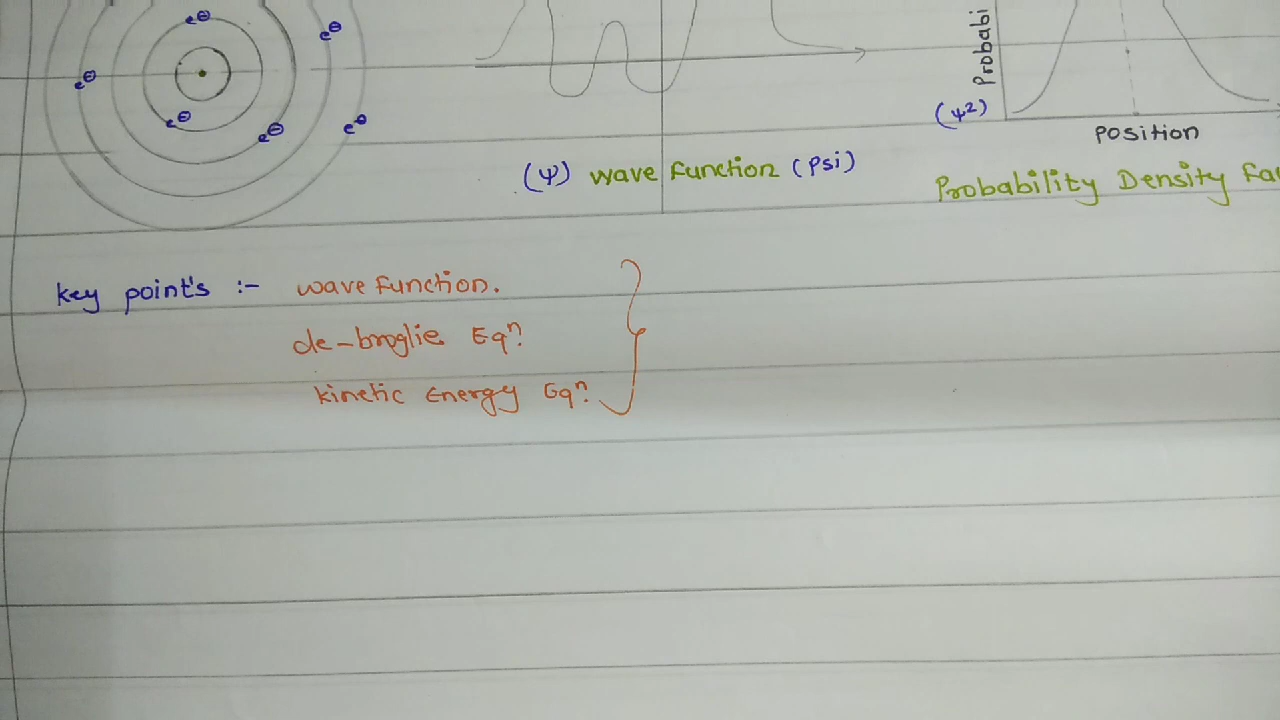 e⊖
e⊖
e⊖
e⊖
e⊖
e⊖
(Ψ) wave function (Psi)
Probabi
(Ψ²)
Position
Probability Density
key point's :- wave function.
de-broglie Eqⁿ.
kinetic Energy Eqⁿ.